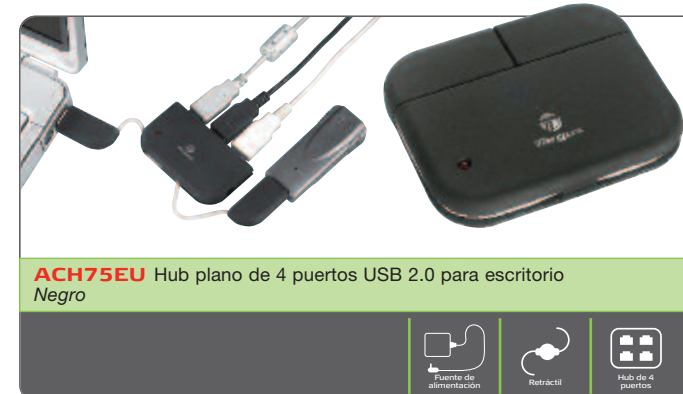 Targus
ACH75EU Hub plano de 4 puertos USB 2.0 para escritorio
Negro
Fuente de
alimentación
Retráctil
Hub de 4
puertos